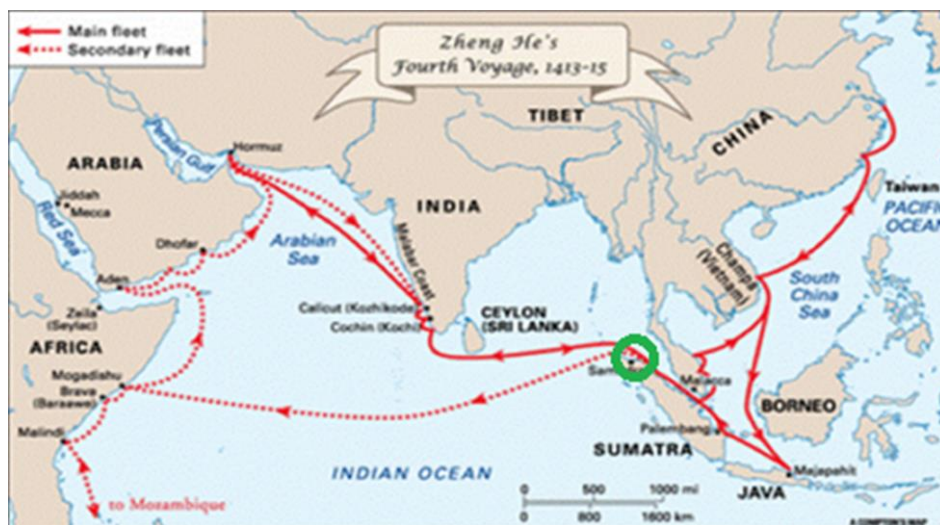 Main fleet
Secondary fleet
Zheng He's
Fourth Voyage, 1413-15
TIBET
CHINA
Hormuz
Persian Gulf
ARABIA
Taiwan
Jiddah
Mecca
INDIA
PACIFIC
OCEAN
Red Sea
Dhofar
Arabian
Sea
Malabar Coast
Champa
(Vietnam)
South
China
Sea
Aden
Zeila
(Seylac)
Calicut (Kozhikode)
Cochin (Kochi)
CEYLON
(SRI LANKA)
AFRICA
Mogadishu
Brava
(Baraawe)
Malacca
BORNEO
Malindi
Palembang
SUMATRA
INDIAN OCEAN
Majapahit
JAVA
to Mozambique
0 500 1000 mi
0 800 1600 km